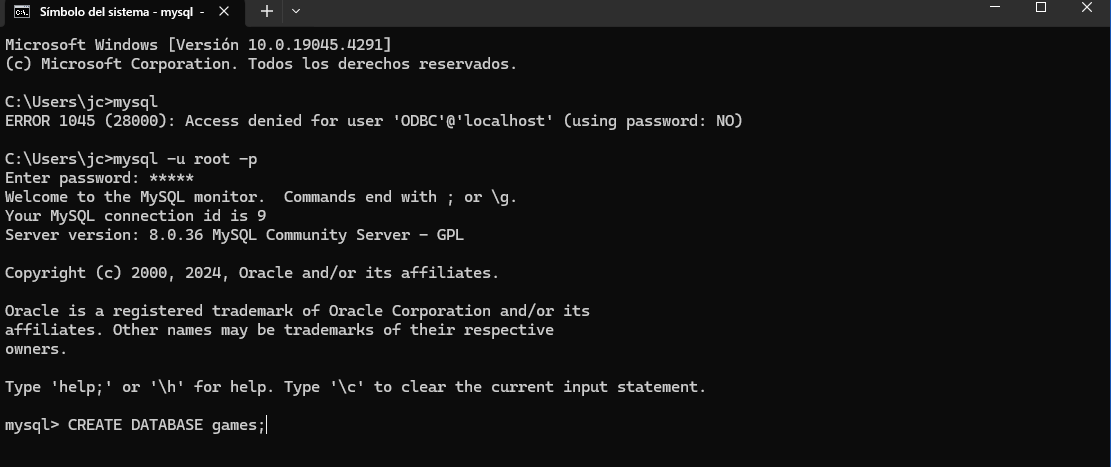 Símbolo del sistema - mysql -
Microsoft Windows [Versión 10.0.19045.4291]
(c) Microsoft Corporation. Todos los derechos reservados.
C:\Users\jc>mysql
ERROR 1045 (28000): Access denied for user 'ODBC'@'localhost' (using password: NO)
C:\Users\jc>mysql -u root -p
Enter password: *****
Welcome to the MySQL monitor.  Commands end with ; or \g.
Your MySQL connection id is 9
Server version: 8.0.36 MySQL Community Server - GPL
Copyright (c) 2000, 2024, Oracle and/or its affiliates.
Oracle is a registered trademark of Oracle Corporation and/or its
affiliates. Other names may be trademarks of their respective
owners.
Type 'help;' or '\h' for help. Type '\c' to clear the current input statement.
mysql> CREATE DATABASE games;